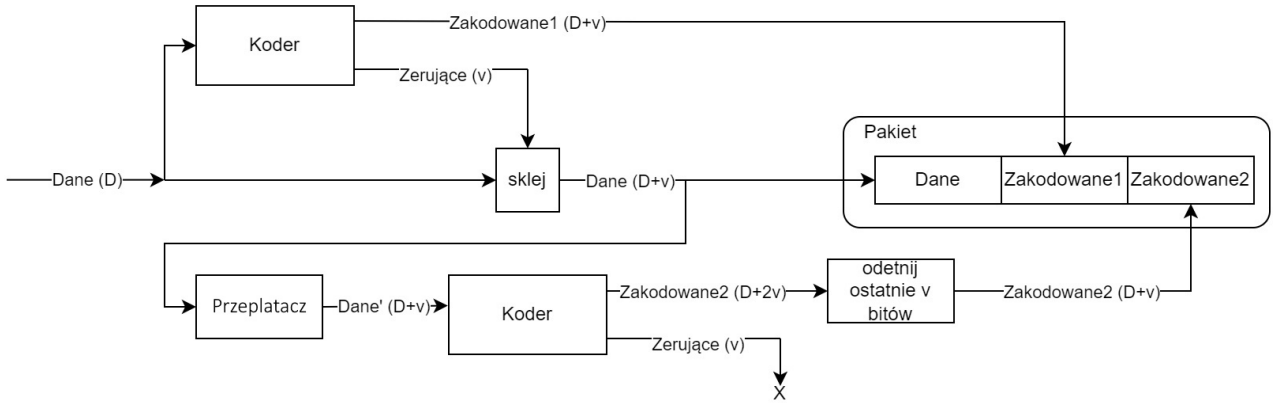 Koder
Zakodowane1 (D+v)
Zerujące (v)
Pakiet
Dane (D)
sklej
Dane (D+v)
Dane
Zakodowane1
Zakodowane2
Przeplatacz
Dane' (D+v)
Koder
Zakodowane2 (D+2v)
odetnij
ostatnie v
bitów
Zakodowane2 (D+v)
Zerujące (v)
X